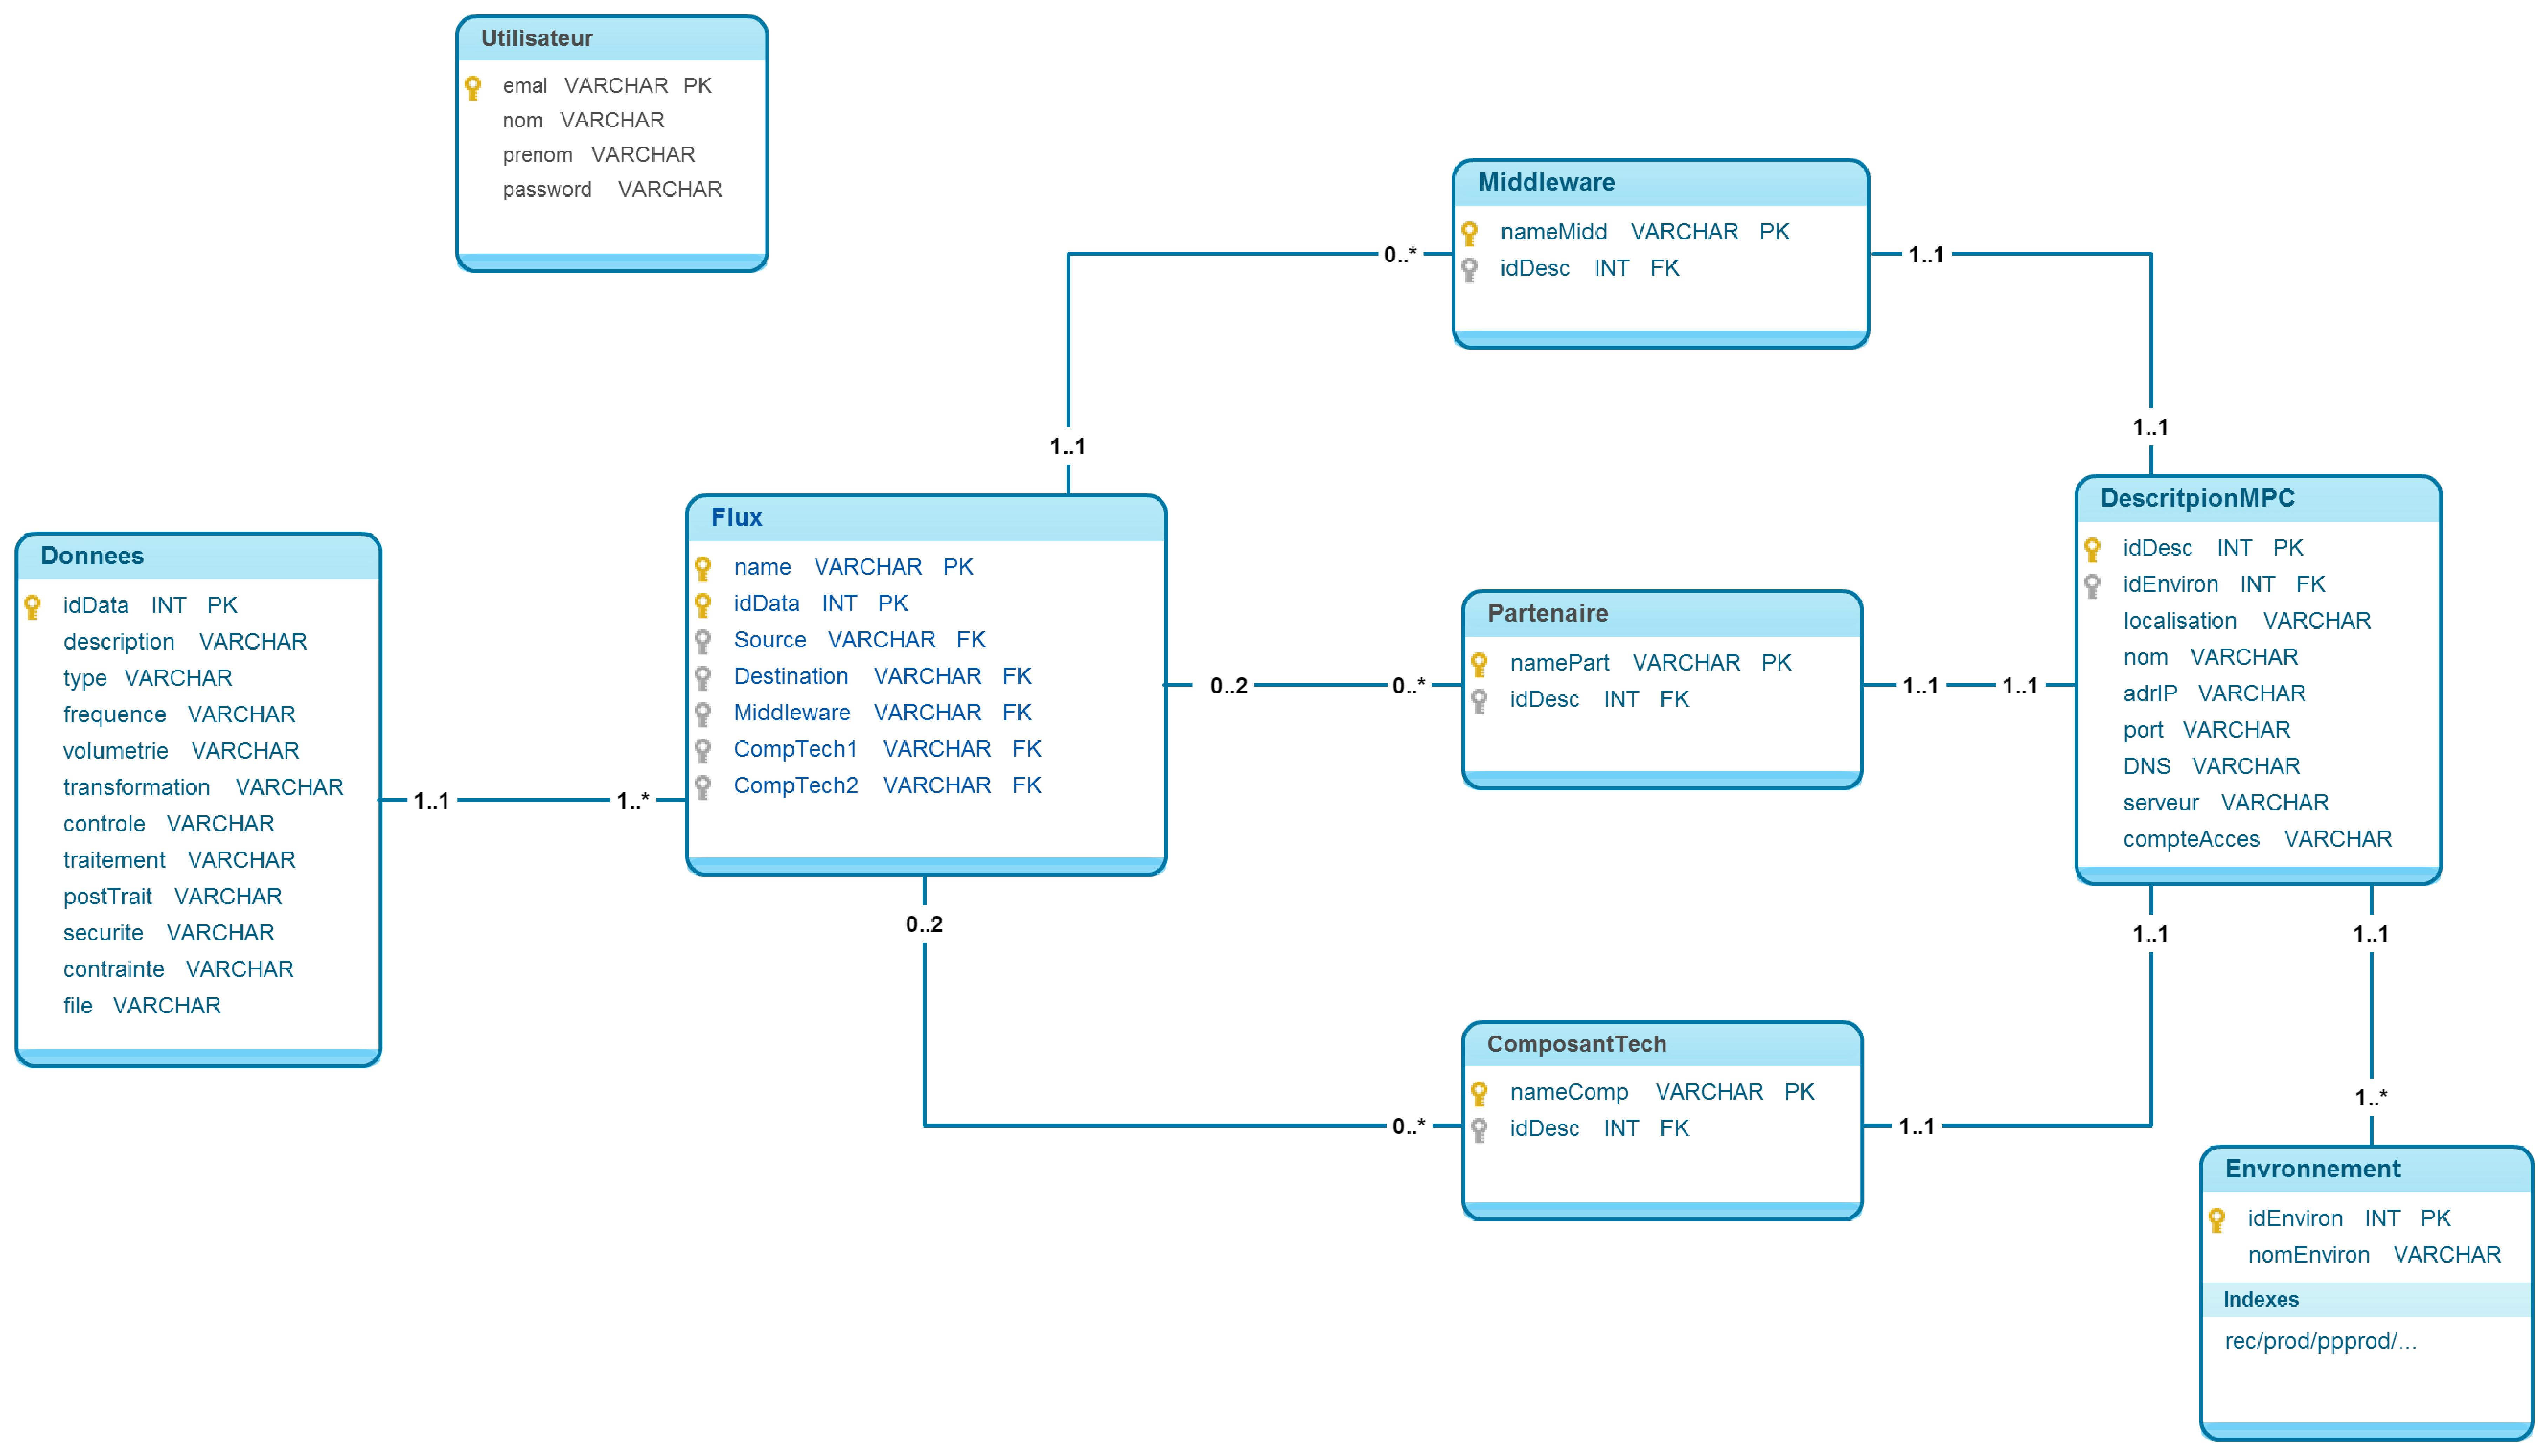 Utilisateur
emal VARCHAR PK
nom VARCHAR
prenom VARCHAR
password VARCHAR
Middleware
nameMidd VARCHAR PK
idDesc INT FK
0..*
1..1
1..1
1..1
Donnees
idData INT PK
description VARCHAR
type VARCHAR
frequence VARCHAR
volumetrie VARCHAR
transformation VARCHAR
controle VARCHAR
traitement VARCHAR
postTrait VARCHAR
securite VARCHAR
contrainte VARCHAR
file VARCHAR
1..1
1..*
Flux
name VARCHAR PK
idData INT PK
Source VARCHAR FK
Destination VARCHAR FK
Middleware VARCHAR FK
CompTech1 VARCHAR FK
CompTech2 VARCHAR FK
0..2
0..*
Partenaire
namePart VARCHAR PK
idDesc INT FK
1..1
1..1
DescritpionMPC
idDesc INT PK
idEnviron INT FK
localisation VARCHAR
nom VARCHAR
adrIP VARCHAR
port VARCHAR
DNS VARCHAR
serveur VARCHAR
compteAcces VARCHAR
0..2
0..*
ComposantTech
nameComp VARCHAR PK
idDesc INT FK
1..1
1..1
1..1
1..*
Envronnement
idEnviron INT PK
nomEnviron VARCHAR
Indexes
rec/prod/ppprod/...